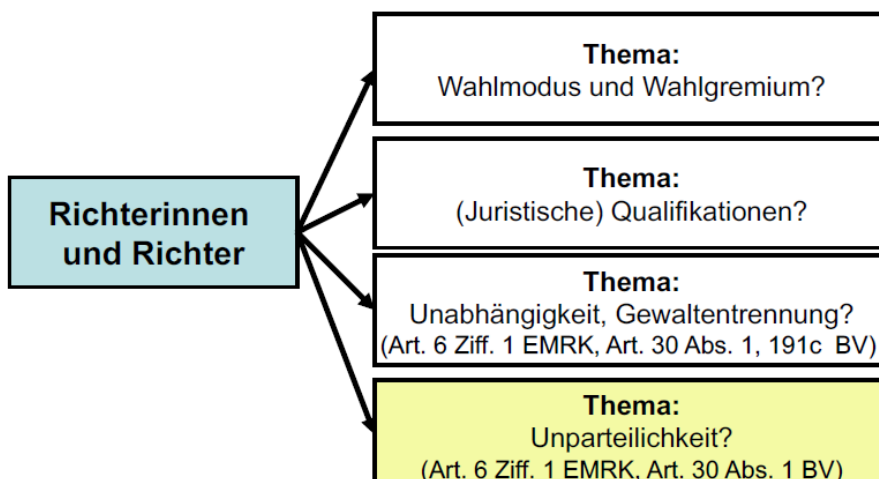 Richterinnen
und Richter
Thema:
Wahlmodus und Wahlgremium?
Thema:
(Juristische) Qualifikationen?
Thema:
Unabhängigkeit, Gewaltentrennung?
(Art. 6 Ziff. 1 EMRK, Art. 30 Abs. 1, 191c BV)
Thema:
Unparteilichkeit?
(Art. 6 Ziff. 1 EMRK, Art. 30 Abs. 1 BV)